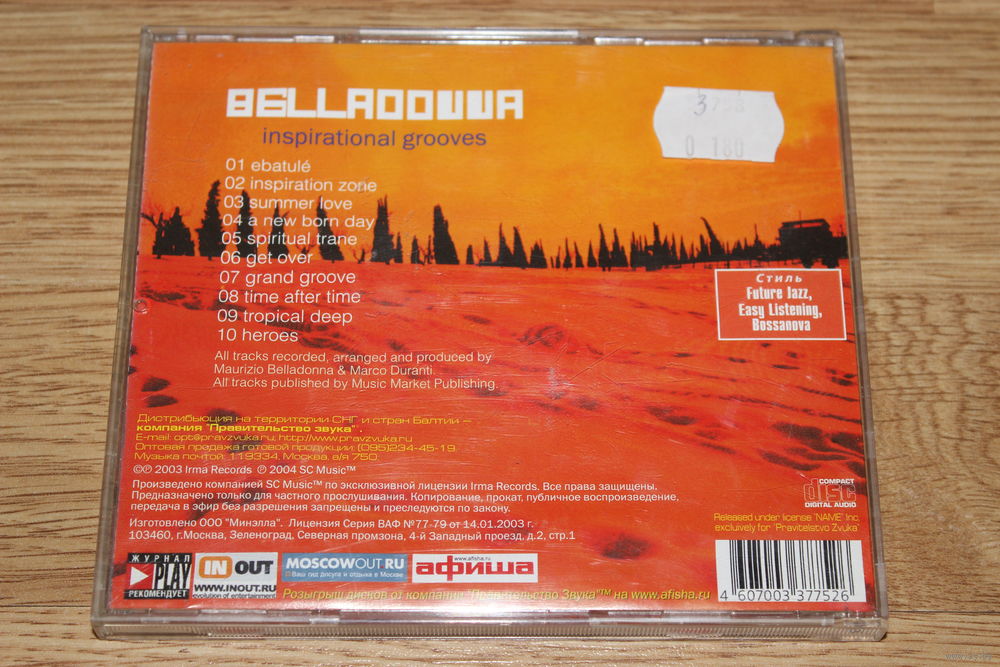 BELLADONNA
inspirational grooves
01 ebatulé
02 inspiration zone
03 summer love
04 a new born day
05 spiritual trane
06 get over
07 grand groove
08 time after time
09 tropical deep
10 heroes
All tracks recorded, arranged and produced by
Maurizio Belladonna & Marco Duranti.
All tracks published by Music Market Publishing.
0 180
Стиль
Future Jazz,
Easy Listening,
Bossanova
Дистрибьюция на территории СНГ и стран Балтии —
компания "Правительство звука".
E-mail: opt@pravzvuka.ru; http://www.pravzvuka.ru
Оптовая продажа готовой продукции: (095)234-45-19.
Музыка почтой: 119334, Москва, а/я 750.
©℗ 2003 Irma Records ℗ 2004 SC Music™
Произведено компанией SC Music™ по эксклюзивной лицензии Irma Records. Все права защищены.
Предназначено только для частного прослушивания. Копирование, прокат, публичное воспроизведение,
передача в эфир без разрешения запрещены и преследуются по закону.
Изготовлено ООО "Минэлла". Лицензия Серия ВАФ №77-79 от 14.01.2003 г.
103460, г.Москва, Зеленоград, Северная промзона, 4-й Западный проезд, д.2, стр.1
COMPACT
disc
DIGITAL AUDIO
Released under license "NAME" Inc.
exclusively for "Pravitelstvo Zvuka"
ЖУРНАЛ
PLAY
РЕКОМЕНДУЕТ
IN OUT
WWW.INOUT.RU
evolution of entertainment
MOSCOWOUT.RU
Ваш гид досуга и отдыха в Москве
www.afisha.ru
афиша
Розыгрыш дисков от компании "Правительство Звука"™ на www.afisha.ru
4 607003 377526